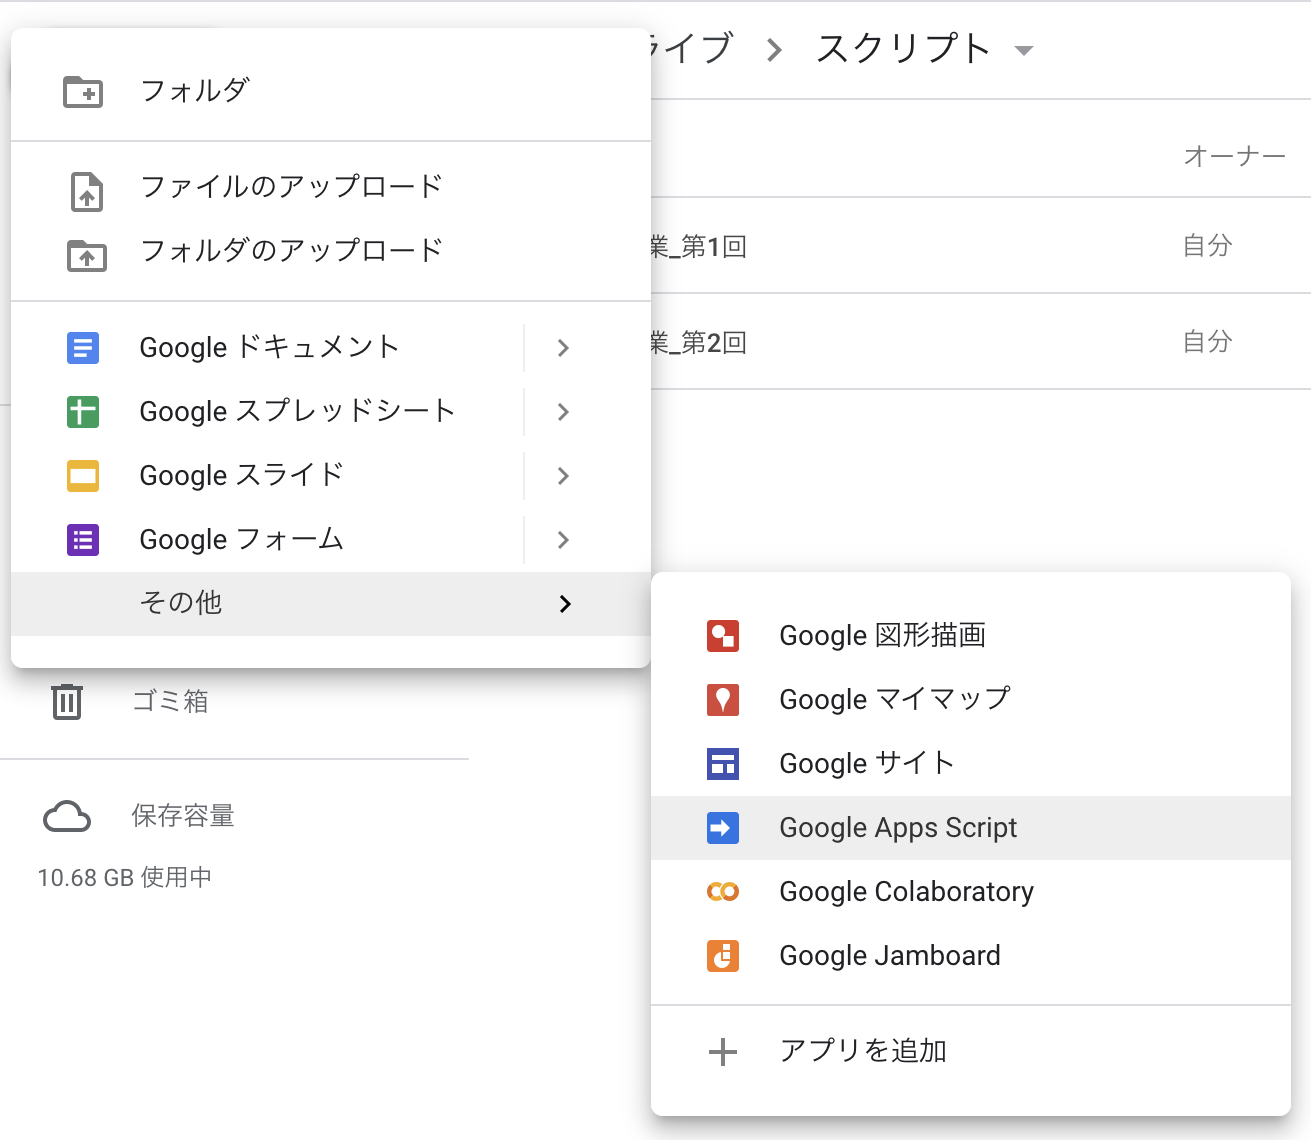 フォルダ
ファイルのアップロード
フォルダのアップロード
Google ドキュメント
Google スプレッドシート
Google スライド
Google フォーム
その他
ゴミ箱
保存容量
10.68 GB 使用中
ライブ
スクリプト
オーナー
業_第1回
自分
業_第2回
自分
Google 図形描画
Google マイマップ
Google サイト
Google Apps Script
Google Colaboratory
Google Jamboard
アプリを追加